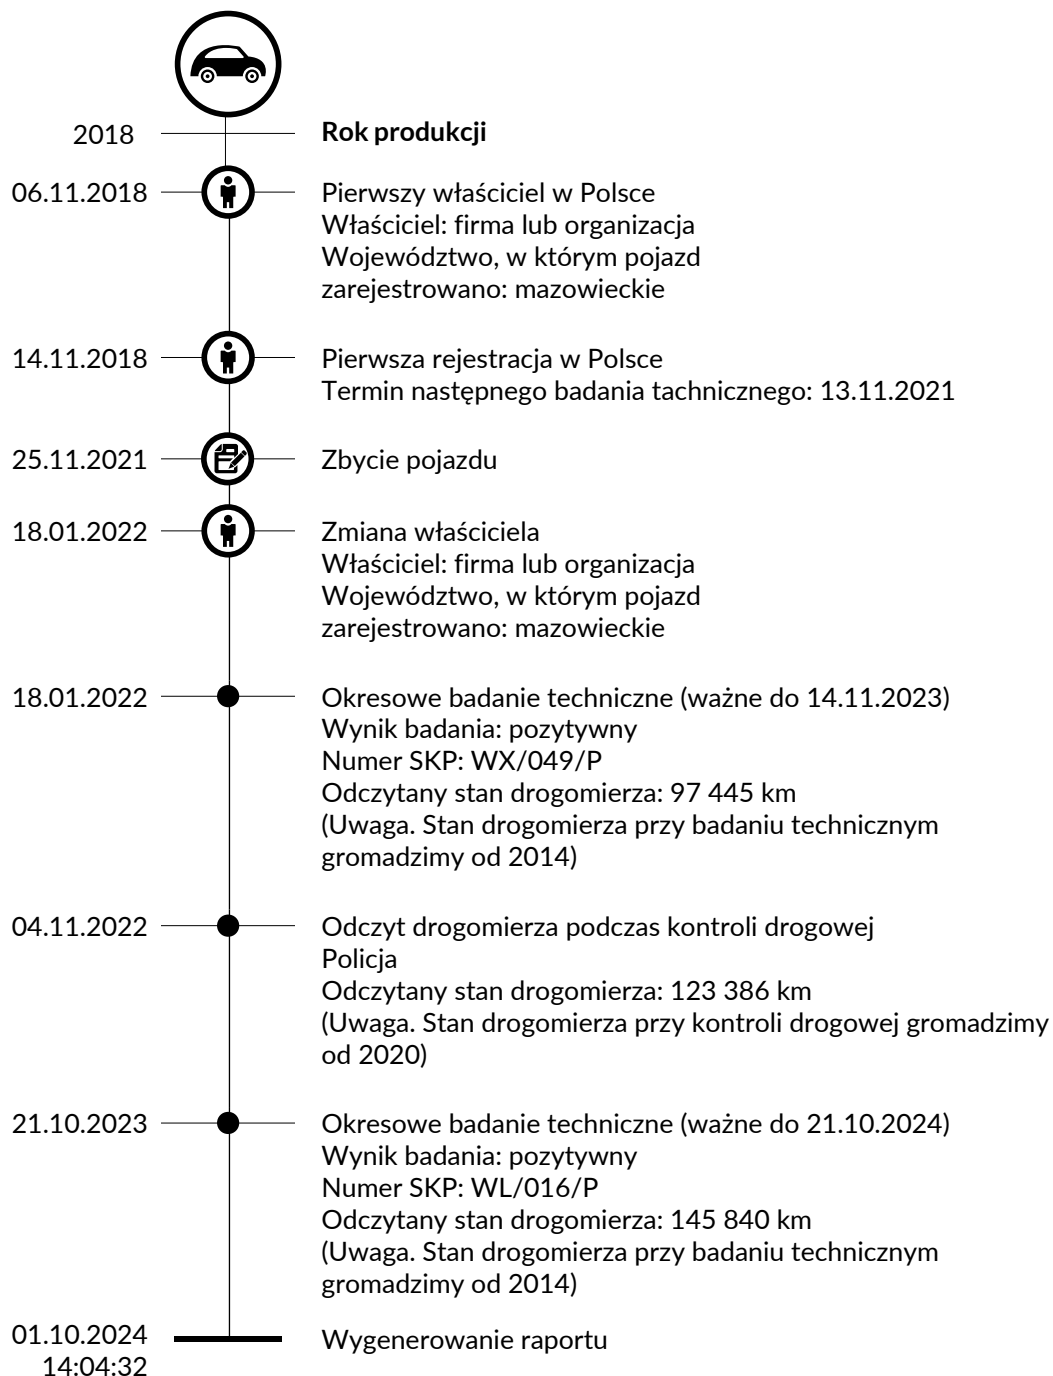 2018 Rok produkcji
06.11.2018 Pierwszy właściciel w Polsce
Właściciel: firma lub organizacja
Województwo, w którym pojazd
zarejestrowano: mazowieckie
14.11.2018 Pierwsza rejestracja w Polsce
Termin następnego badania tachnicznego: 13.11.2021
25.11.2021 Zbycie pojazdu
18.01.2022 Zmiana właściciela
Właściciel: firma lub organizacja
Województwo, w którym pojazd
zarejestrowano: mazowieckie
18.01.2022 Okresowe badanie techniczne (ważne do 14.11.2023)
Wynik badania: pozytywny
Numer SKP: WX/049/P
Odczytany stan drogomierza: 97 445 km
(Uwaga. Stan drogomierza przy badaniu technicznym
gromadzimy od 2014)
04.11.2022 Odczyt drogomierza podczas kontroli drogowej
Policja
Odczytany stan drogomierza: 123 386 km
(Uwaga. Stan drogomierza przy kontroli drogowej gromadzimy
od 2020)
21.10.2023 Okresowe badanie techniczne (ważne do 21.10.2024)
Wynik badania: pozytywny
Numer SKP: WL/016/P
Odczytany stan drogomierza: 145 840 km
(Uwaga. Stan drogomierza przy badaniu technicznym
gromadzimy od 2014)
01.10.2024 Wygenerowanie raportu
14:04:32